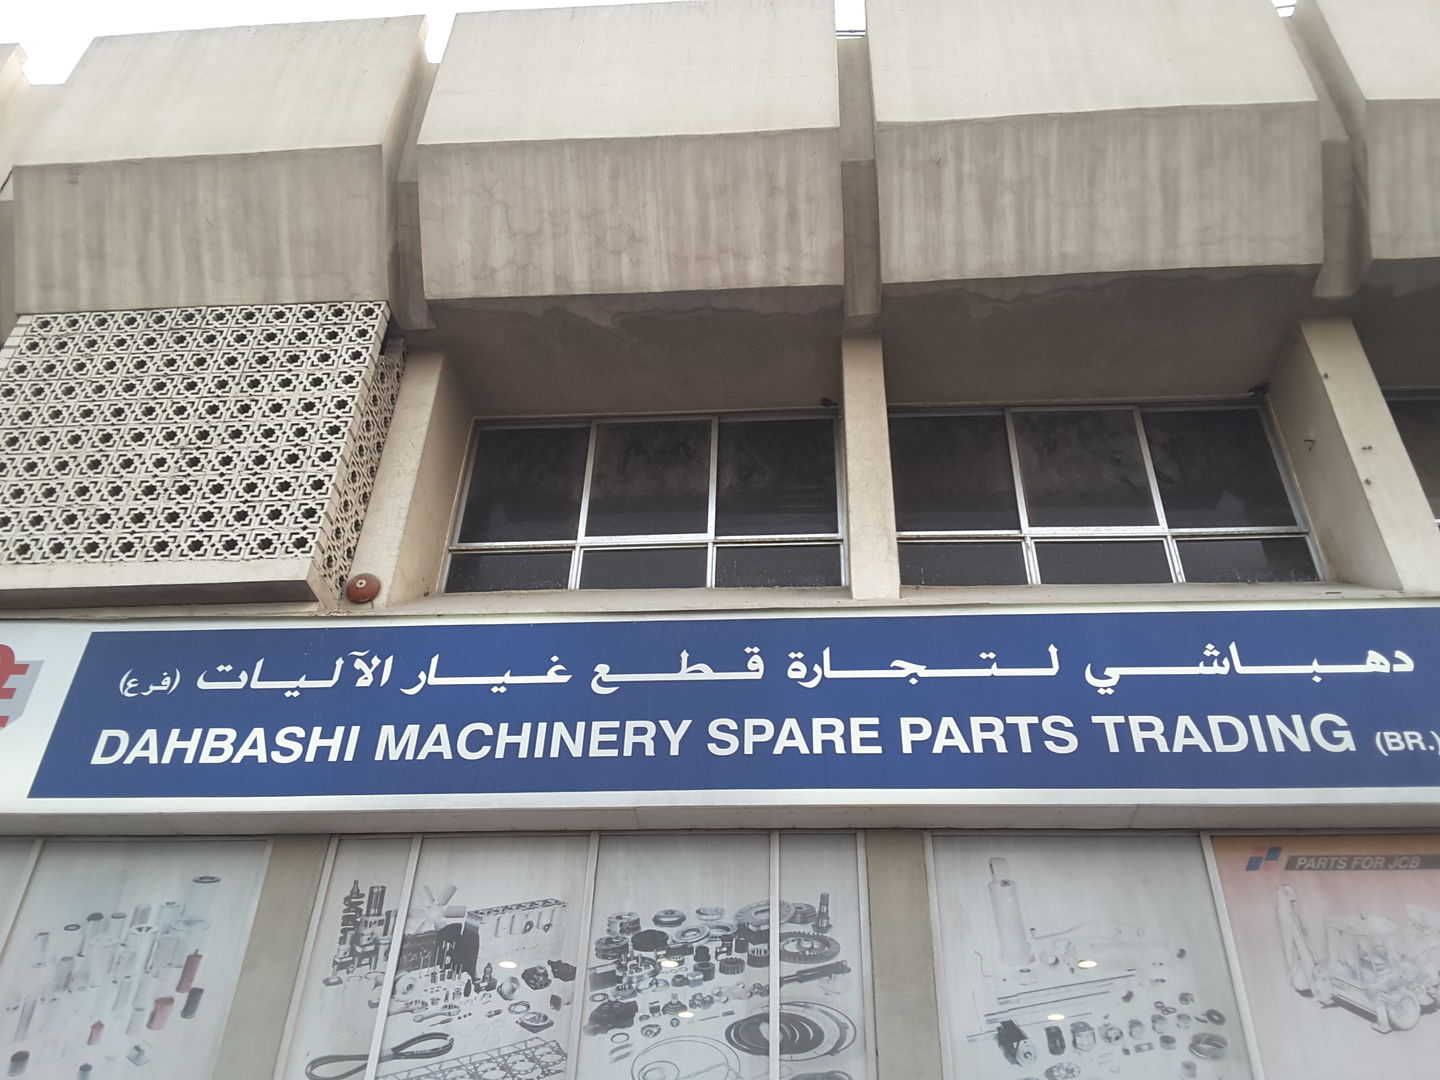 دهباشي لتجارة قطع غيار الآليات (فرع)
DAHBASHI MACHINERY SPARE PARTS TRADING (BR.)
PARTS FOR JCB